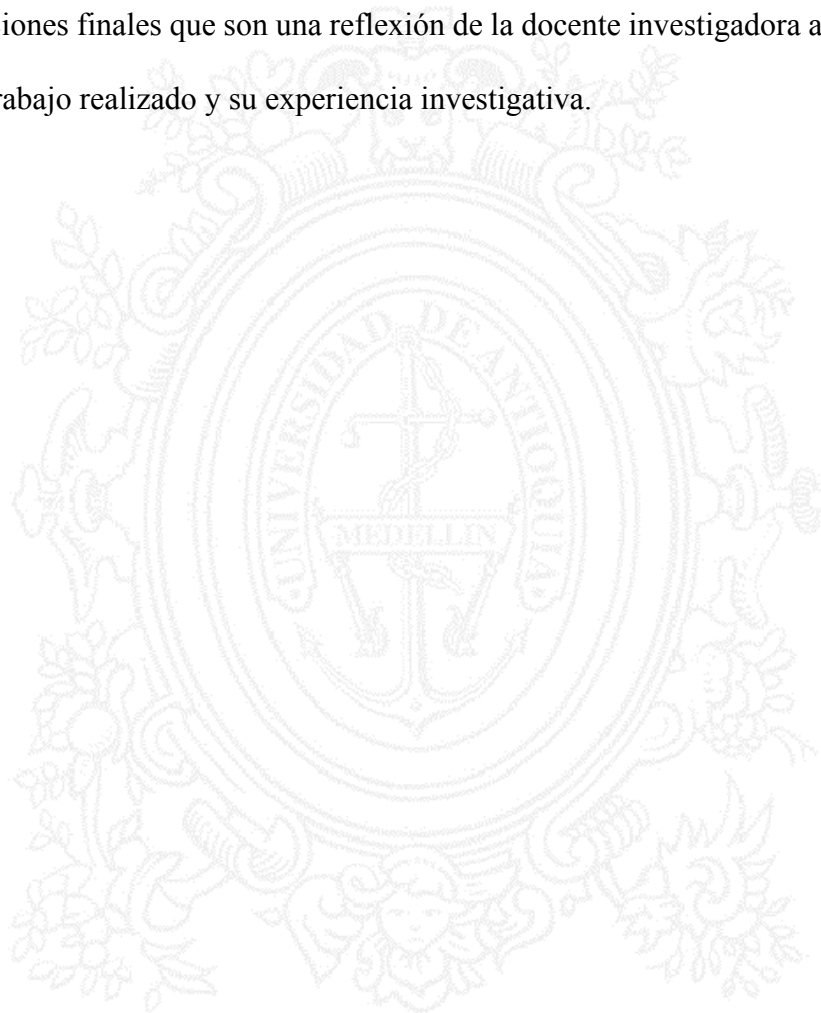 iones finales que son una reflexión de la docente investigadora a
rabajo realizado y su experiencia investigativa.
UNIVERSIDAD DE ANTIOQUIA
MEDELLIN